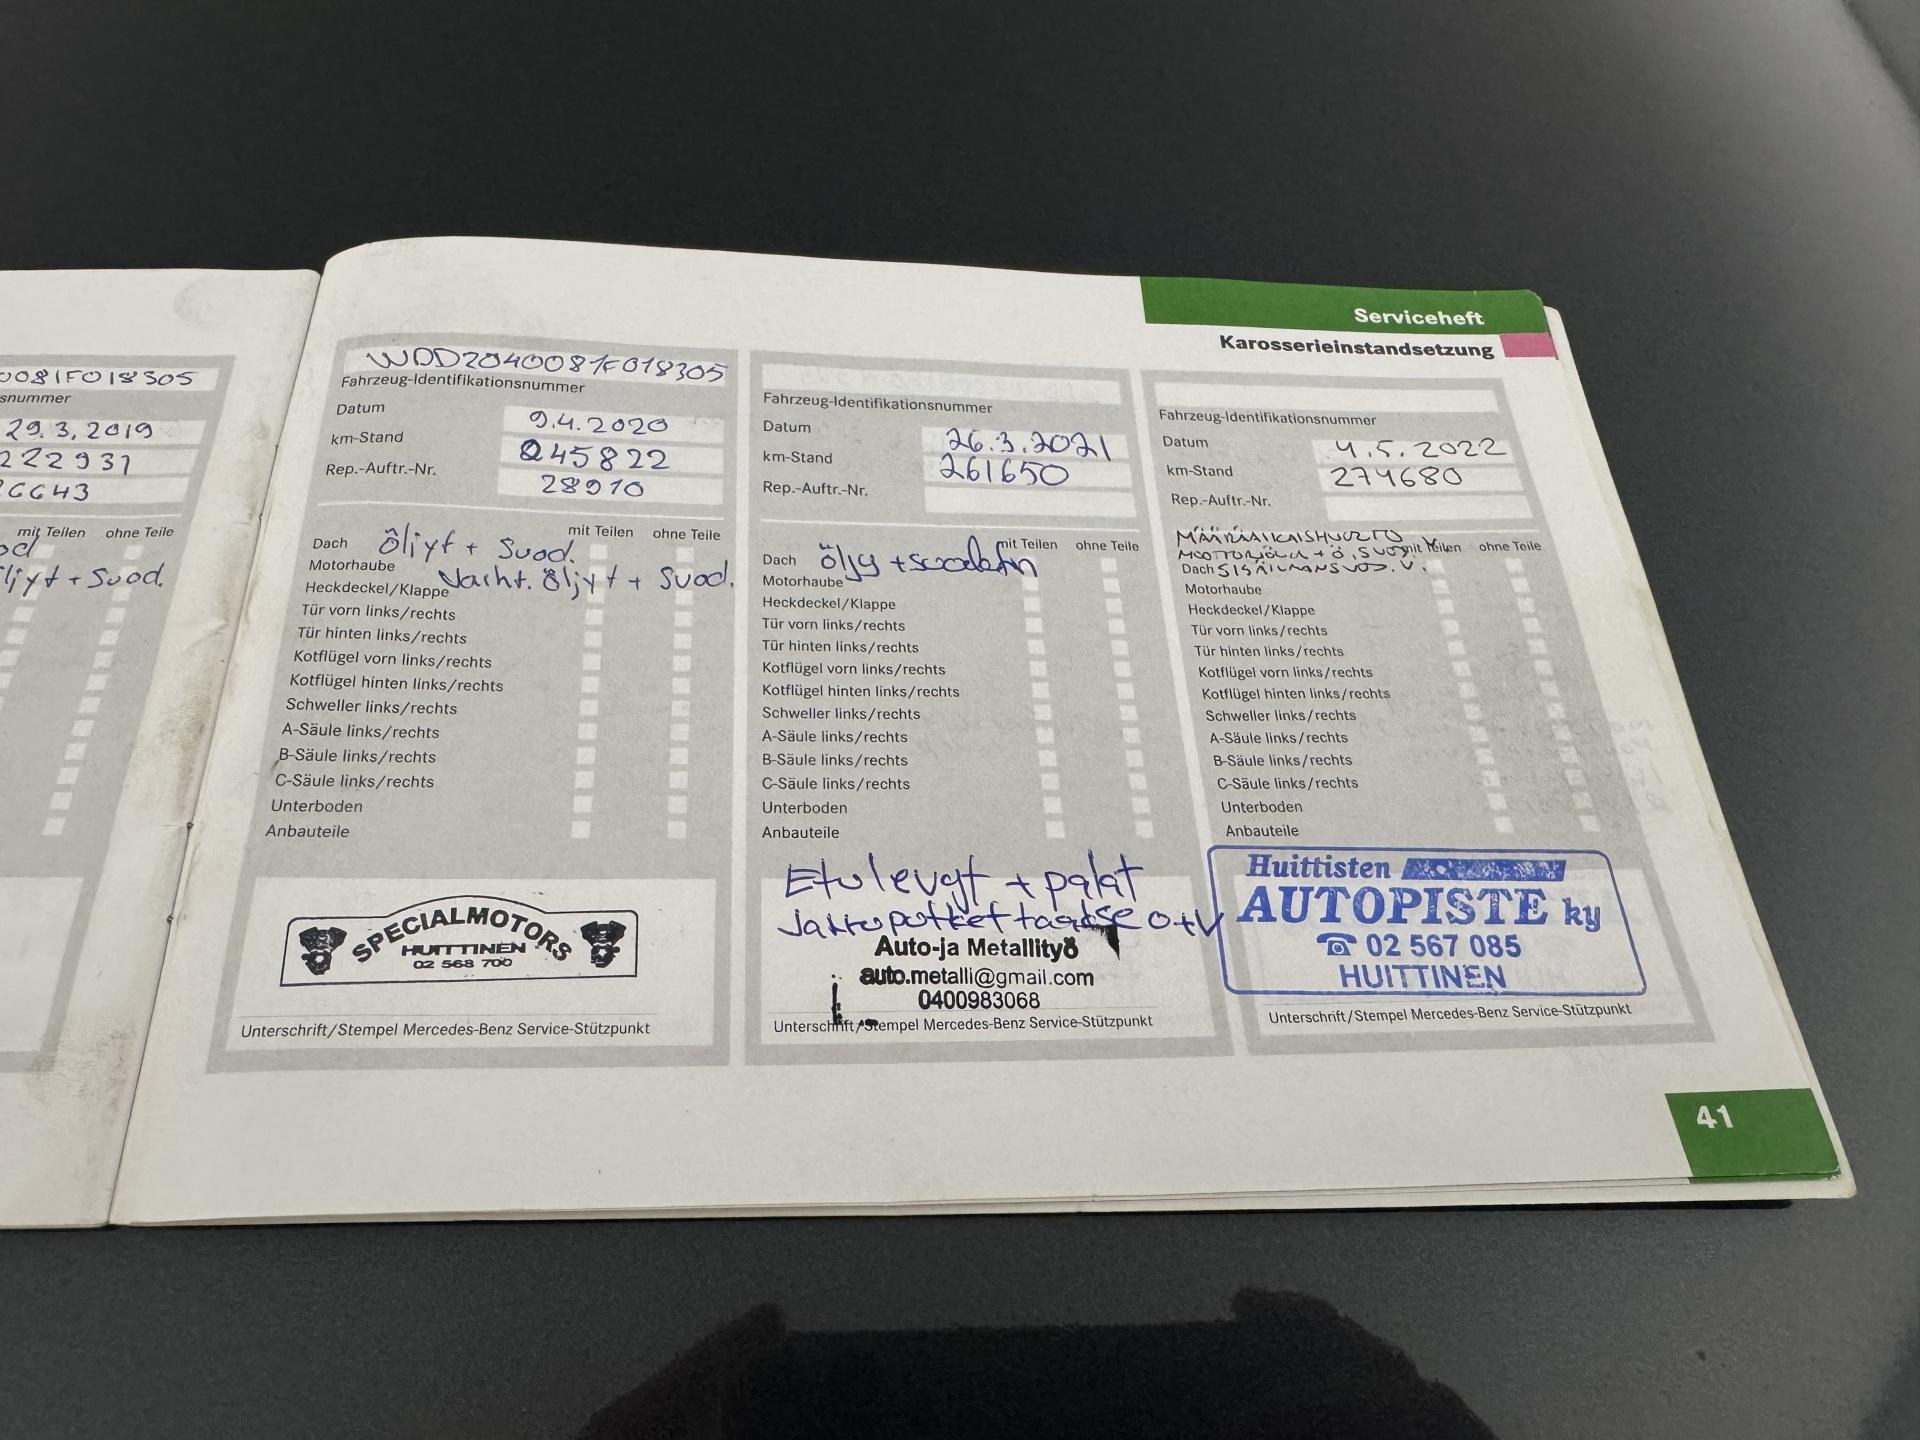 0081F018305
snummer
29.3.2019
222931
26643
mit Teilen ohne Teile
öljyt + Suod.
Serviceheft
Karosserieinstandsetzung
WDD2040081F018305
Fahrzeug-Identifikationsnummer
Datum 9.4.2020
km-Stand 245822
Rep.-Auftr.-Nr. 28910
mit Teilen ohne Teile
Dach öljyt + Suod.
Motorhaube
Heckdeckel/Klappe Vaiht. öljyt + Suod.
Tür vorn links/rechts
Tür hinten links/rechts
Kotflügel vorn links/rechts
Kotflügel hinten links/rechts
Schweller links/rechts
A-Säule links/rechts
B-Säule links/rechts
C-Säule links/rechts
Unterboden
Anbauteile
SPECIALMOTORS
HUITTINEN
02 568 700
Unterschrift/Stempel Mercedes-Benz Service-Stützpunkt
Fahrzeug-Identifikationsnummer
Datum 26.3.2021
km-Stand 261650
Rep.-Auftr.-Nr.
mit Teilen ohne Teile
Dach öljy + suodatin
Motorhaube
Heckdeckel/Klappe
Tür vorn links/rechts
Tür hinten links/rechts
Kotflügel vorn links/rechts
Kotflügel hinten links/rechts
Schweller links/rechts
A-Säule links/rechts
B-Säule links/rechts
C-Säule links/rechts
Unterboden
Anbauteile
Etulevyt + palat
Jarruputket taakse O+V
Auto-ja Metallityö
auto.metalli@gmail.com
0400983068
Unterschrift/Stempel Mercedes-Benz Service-Stützpunkt
Fahrzeug-Identifikationsnummer
Datum 4.5.2022
km-Stand 274680
Rep.-Auftr.-Nr.
MÄÄRÄAIKAISHUOLTO
MOOTTORIÖLJY + Ö.SUOD. V.
mit Teilen ohne Teile
Dach SISÄILMANSUOD. V.
Motorhaube
Heckdeckel/Klappe
Tür vorn links/rechts
Tür hinten links/rechts
Kotflügel vorn links/rechts
Kotflügel hinten links/rechts
Schweller links/rechts
A-Säule links/rechts
B-Säule links/rechts
C-Säule links/rechts
Unterboden
Anbauteile
Huittisten
AUTOPISTE ky
☎ 02 567 085
HUITTINEN
Unterschrift/Stempel Mercedes-Benz Service-Stützpunkt
41